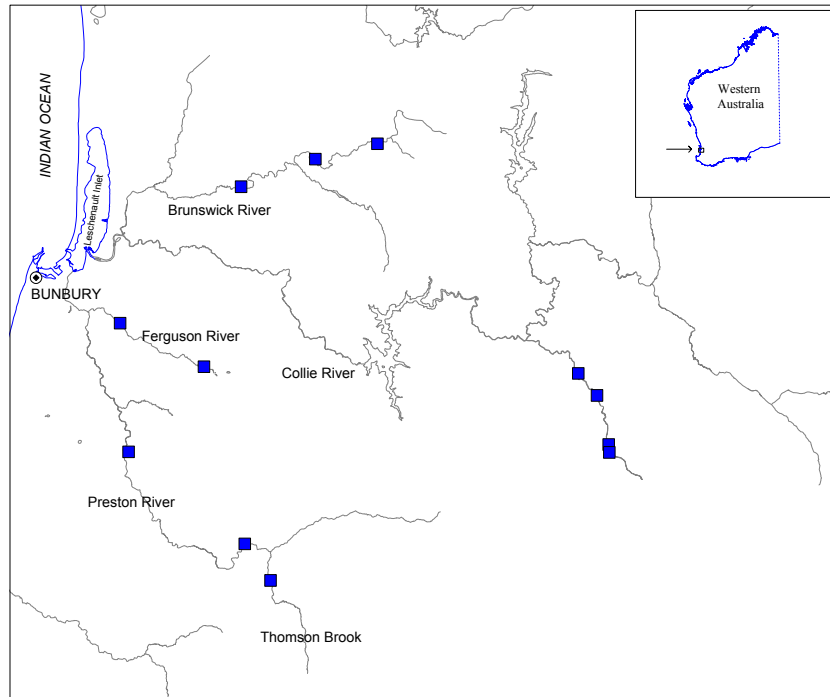 INDIAN OCEAN
Leschenault Inlet
Western
Australia
Brunswick River
BUNBURY
Ferguson River
Collie River
Preston River
Thomson Brook